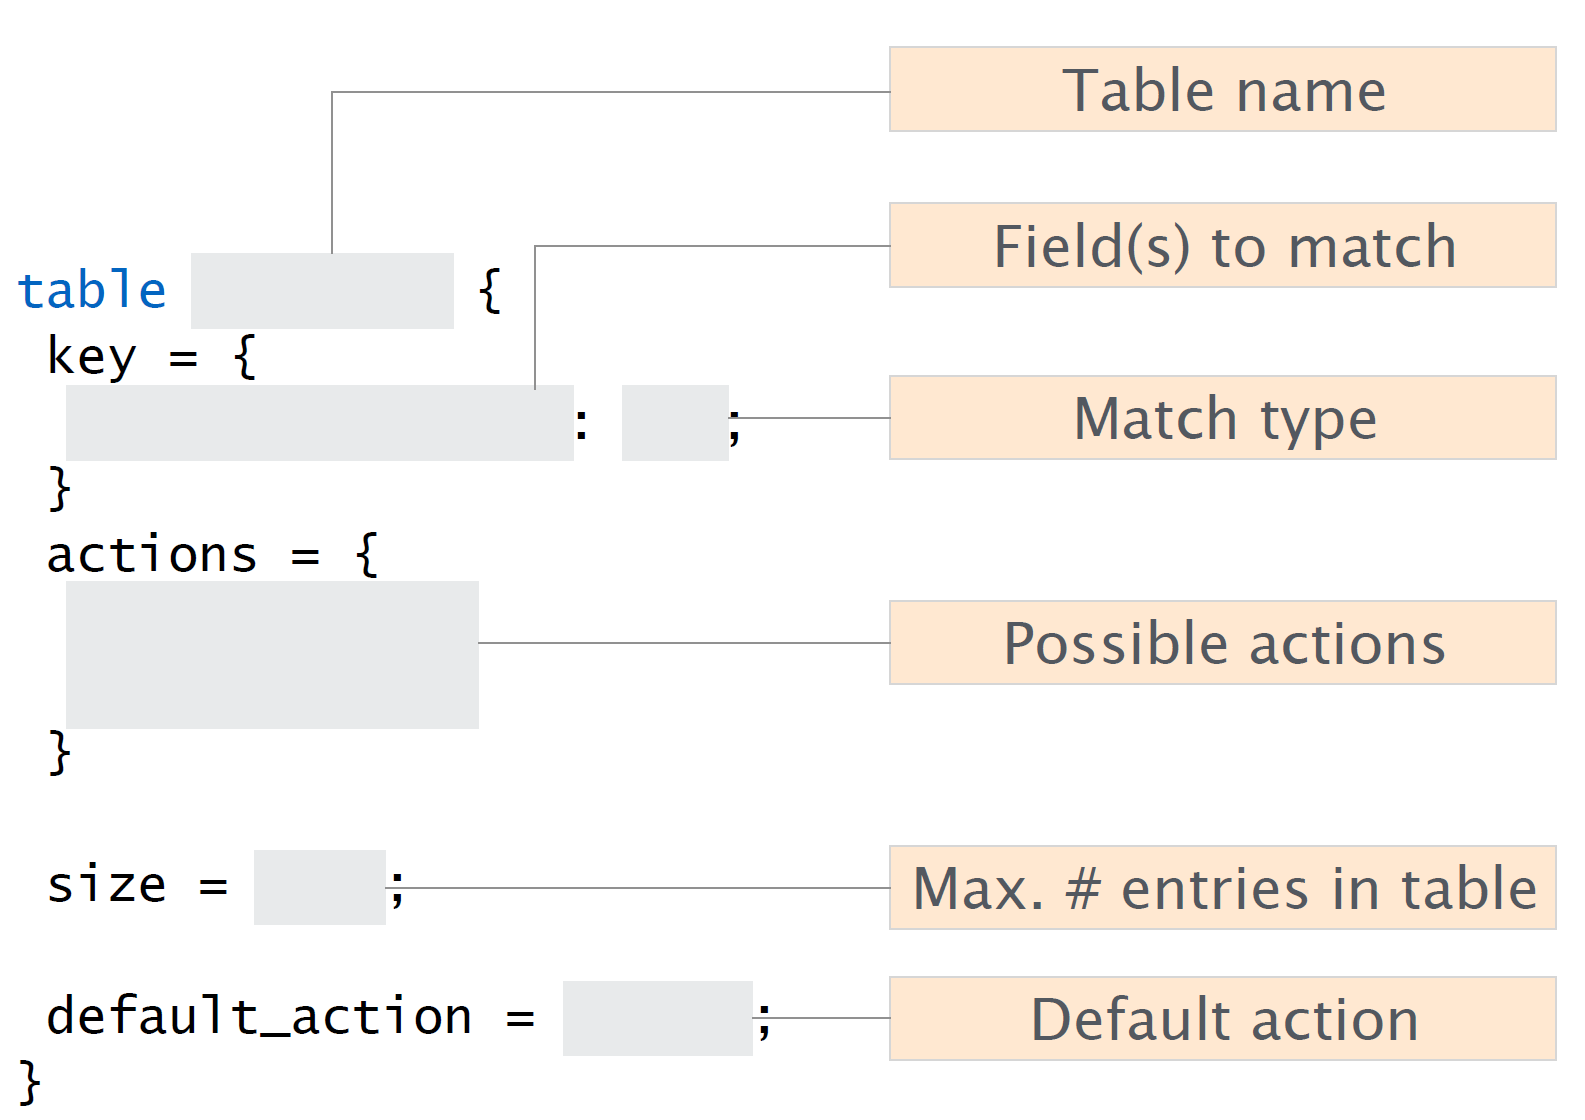 Table name
Field(s) to match
table {
key = {
: ;
Match type
}
actions = {
Possible actions
}
size = ;
Max. # entries in table
default_action = ;
Default action
}